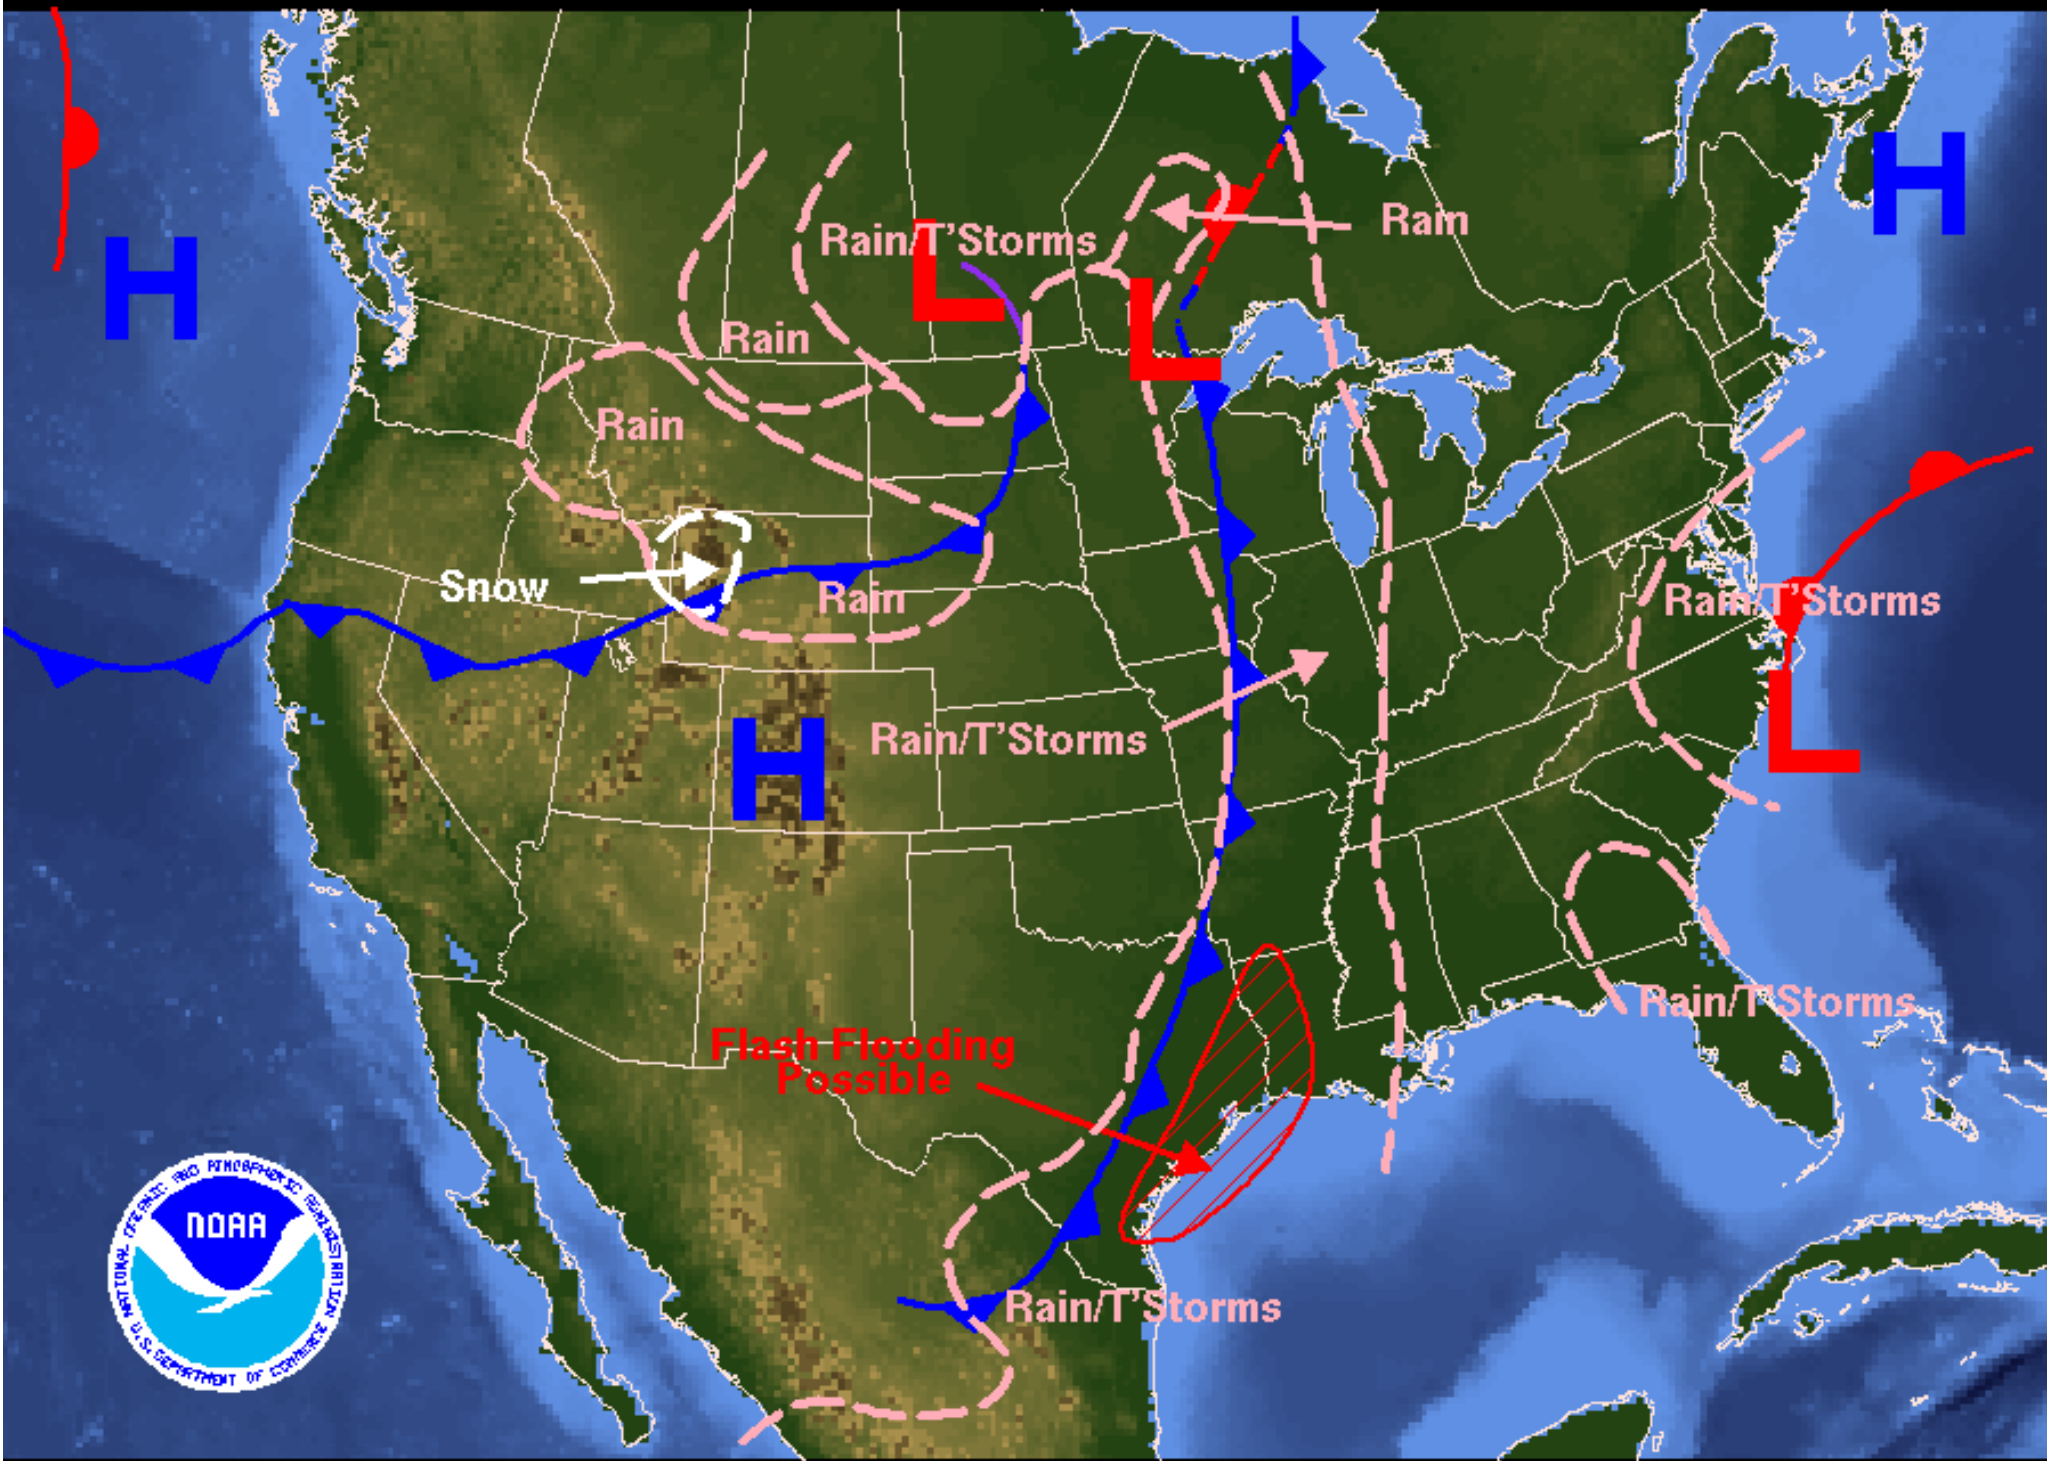 H
Rain/T'Storms
L
Rain
H
L
Rain
Rain
Snow
Rain
Rain/T'Storms
L
H
Rain/T'Storms
Rain/T'Storms
Flash Flooding
Possible
Rain/T'Storms
NOAA
NATIONAL OCEANIC AND ATMOSPHERIC ADMINISTRATION
U.S. DEPARTMENT OF COMMERCE